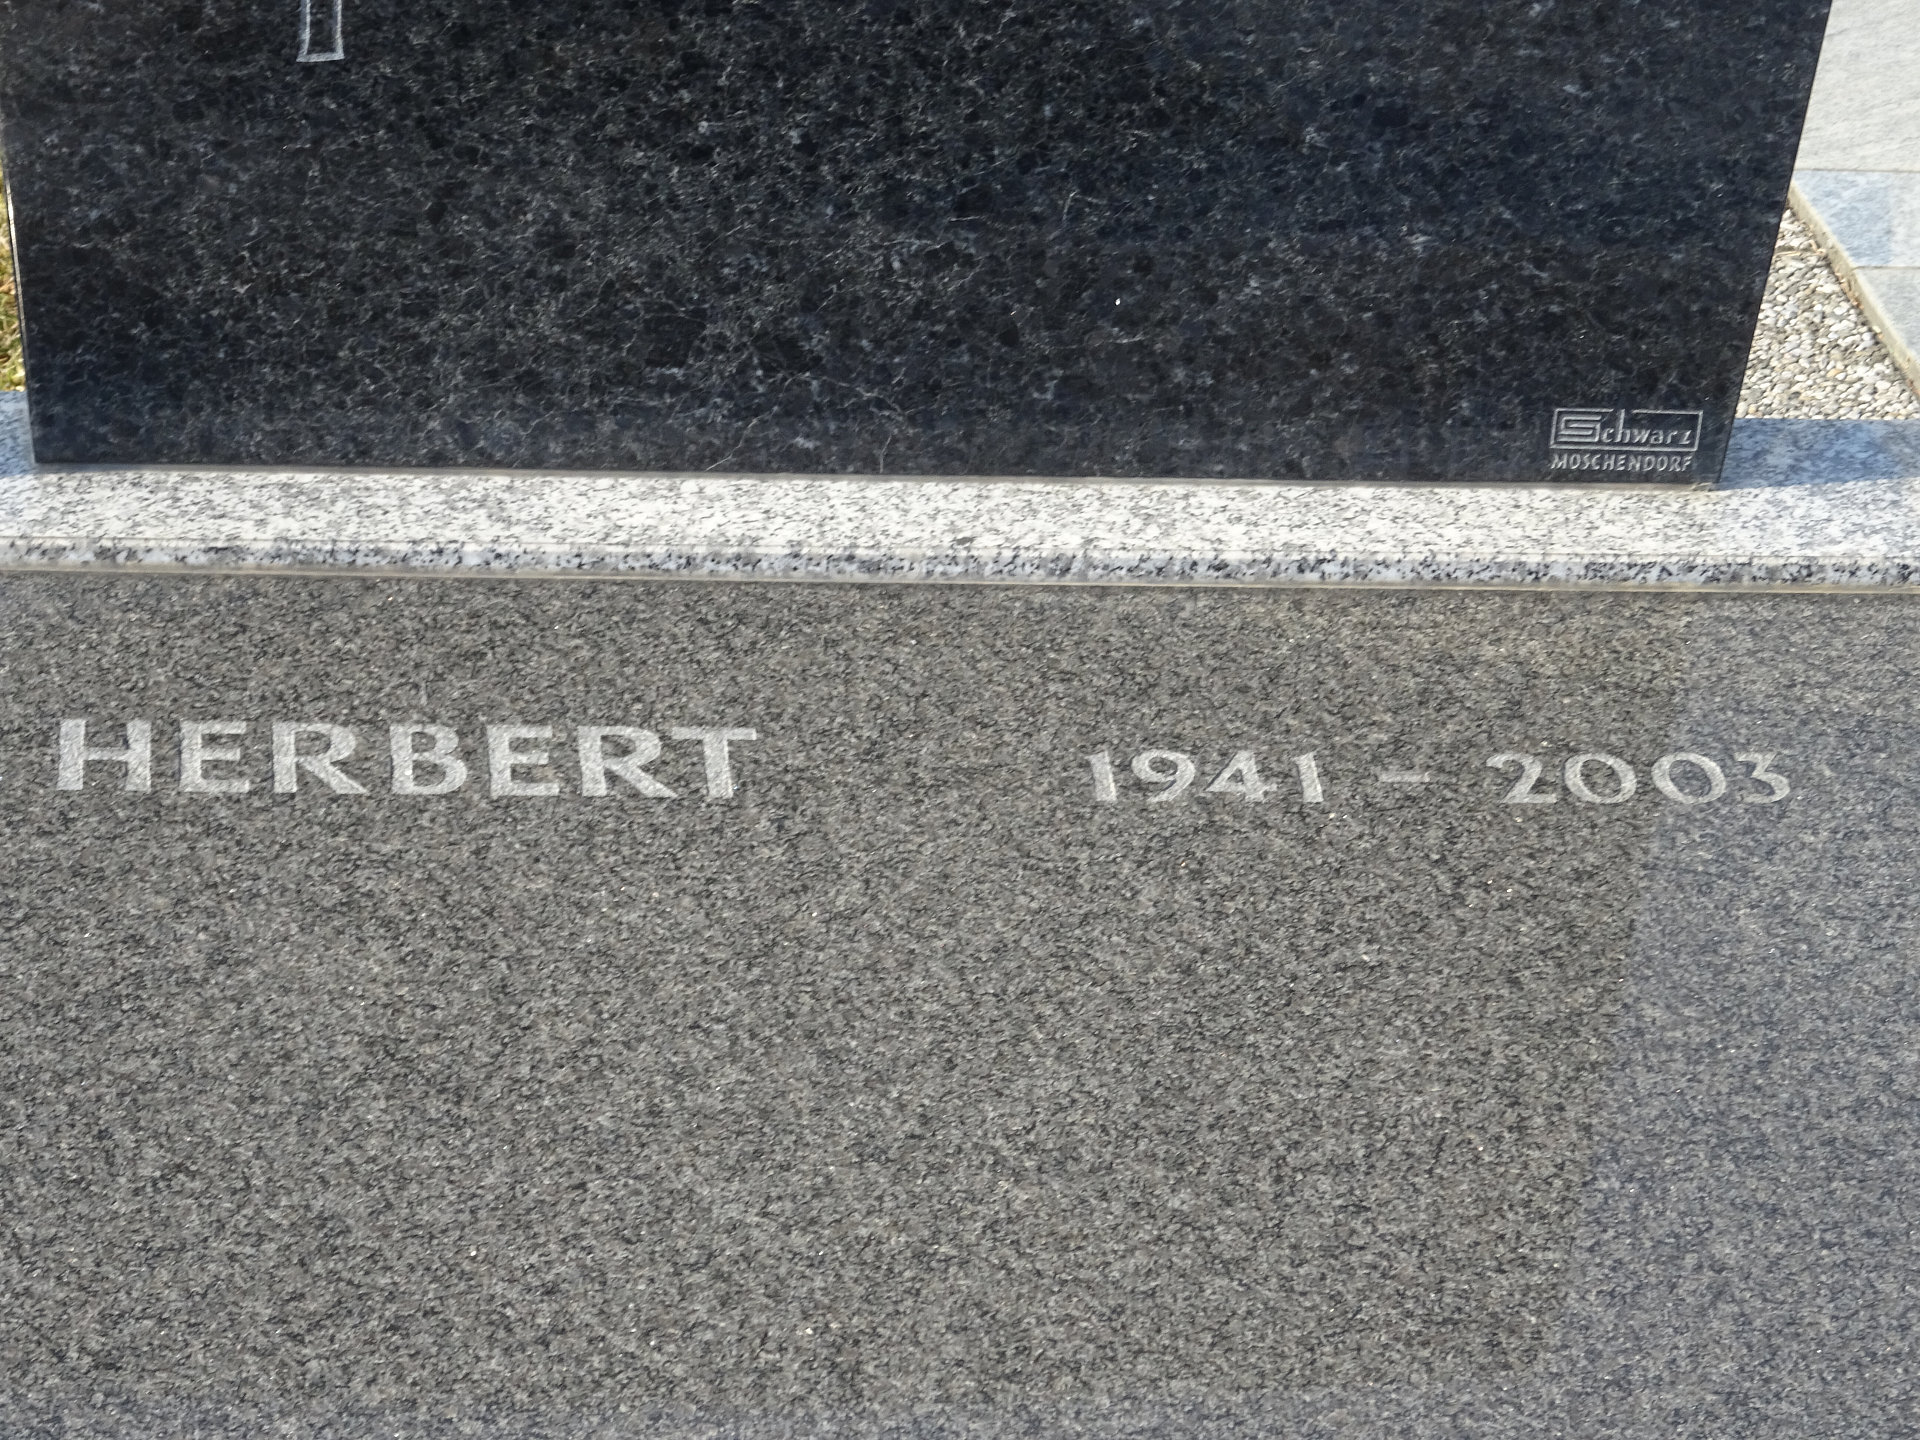 Schwarz
MOSCHENDORF
HERBERT 1941 – 2003